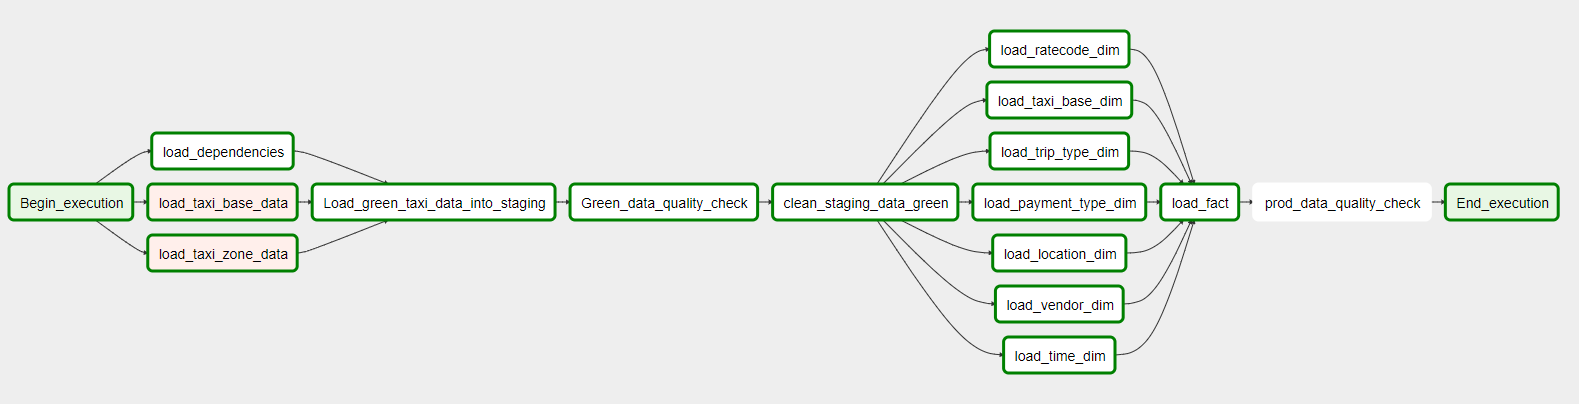 Begin_execution
load_dependencies
load_taxi_base_data
load_taxi_zone_data
Load_green_taxi_data_into_staging
Green_data_quality_check
clean_staging_data_green
load_ratecode_dim
load_taxi_base_dim
load_trip_type_dim
load_payment_type_dim
load_location_dim
load_vendor_dim
load_time_dim
load_fact
prod_data_quality_check
End_execution